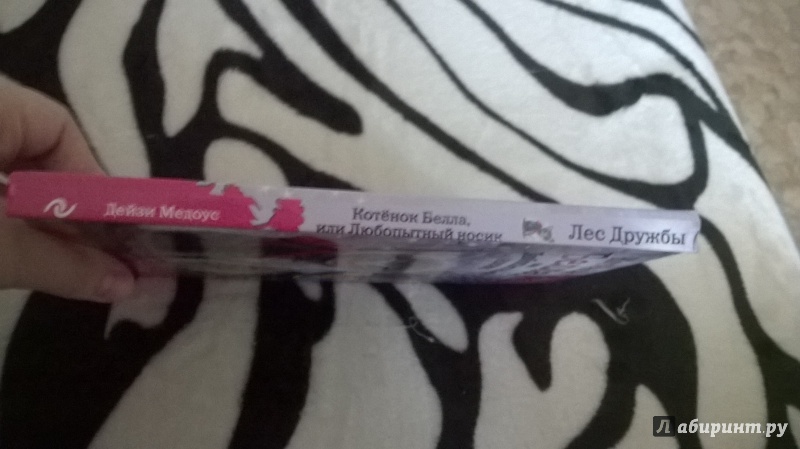 Дейзи Медоус
Котёнок Белла,
или Любопытный носик
Лес Дружбы
Лабиринт.ру